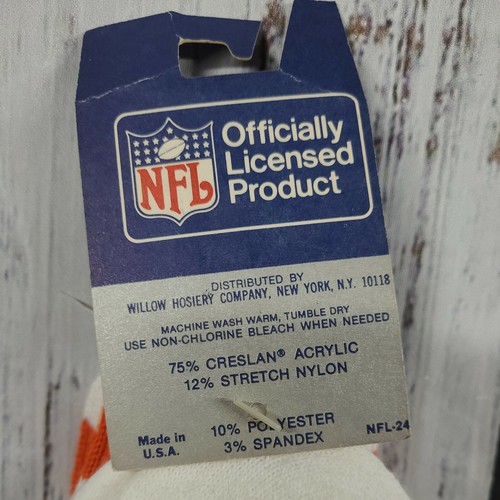 NFL
Officially
Licensed
Product
DISTRIBUTED BY
WILLOW HOSIERY COMPANY, NEW YORK, N.Y. 10118
MACHINE WASH WARM, TUMBLE DRY
USE NON-CHLORINE BLEACH WHEN NEEDED
75% CRESLAN® ACRYLIC
12% STRETCH NYLON
10% POLYESTER
3% SPANDEX
Made in
U.S.A.
NFL-24